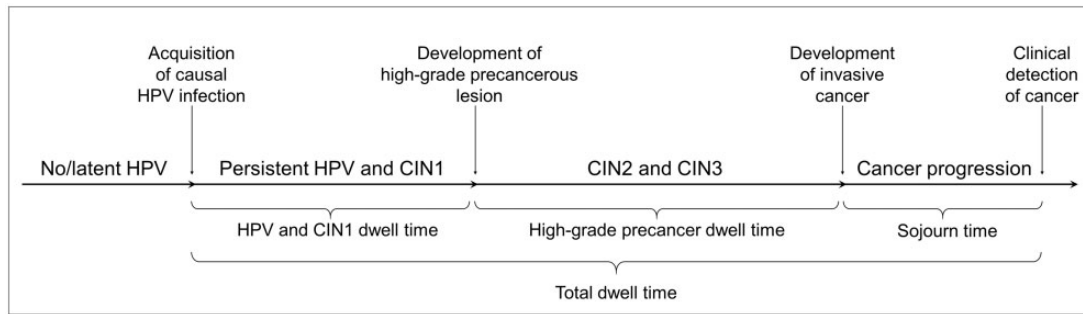 Acquisition
of causal
HPV infection
Development of
high-grade precancerous
lesion
Development
of invasive
cancer
Clinical
detection
of cancer
No/latent HPV
Persistent HPV and CIN1
CIN2 and CIN3
Cancer progression
HPV and CIN1 dwell time
High-grade precancer dwell time
Sojourn time
Total dwell time